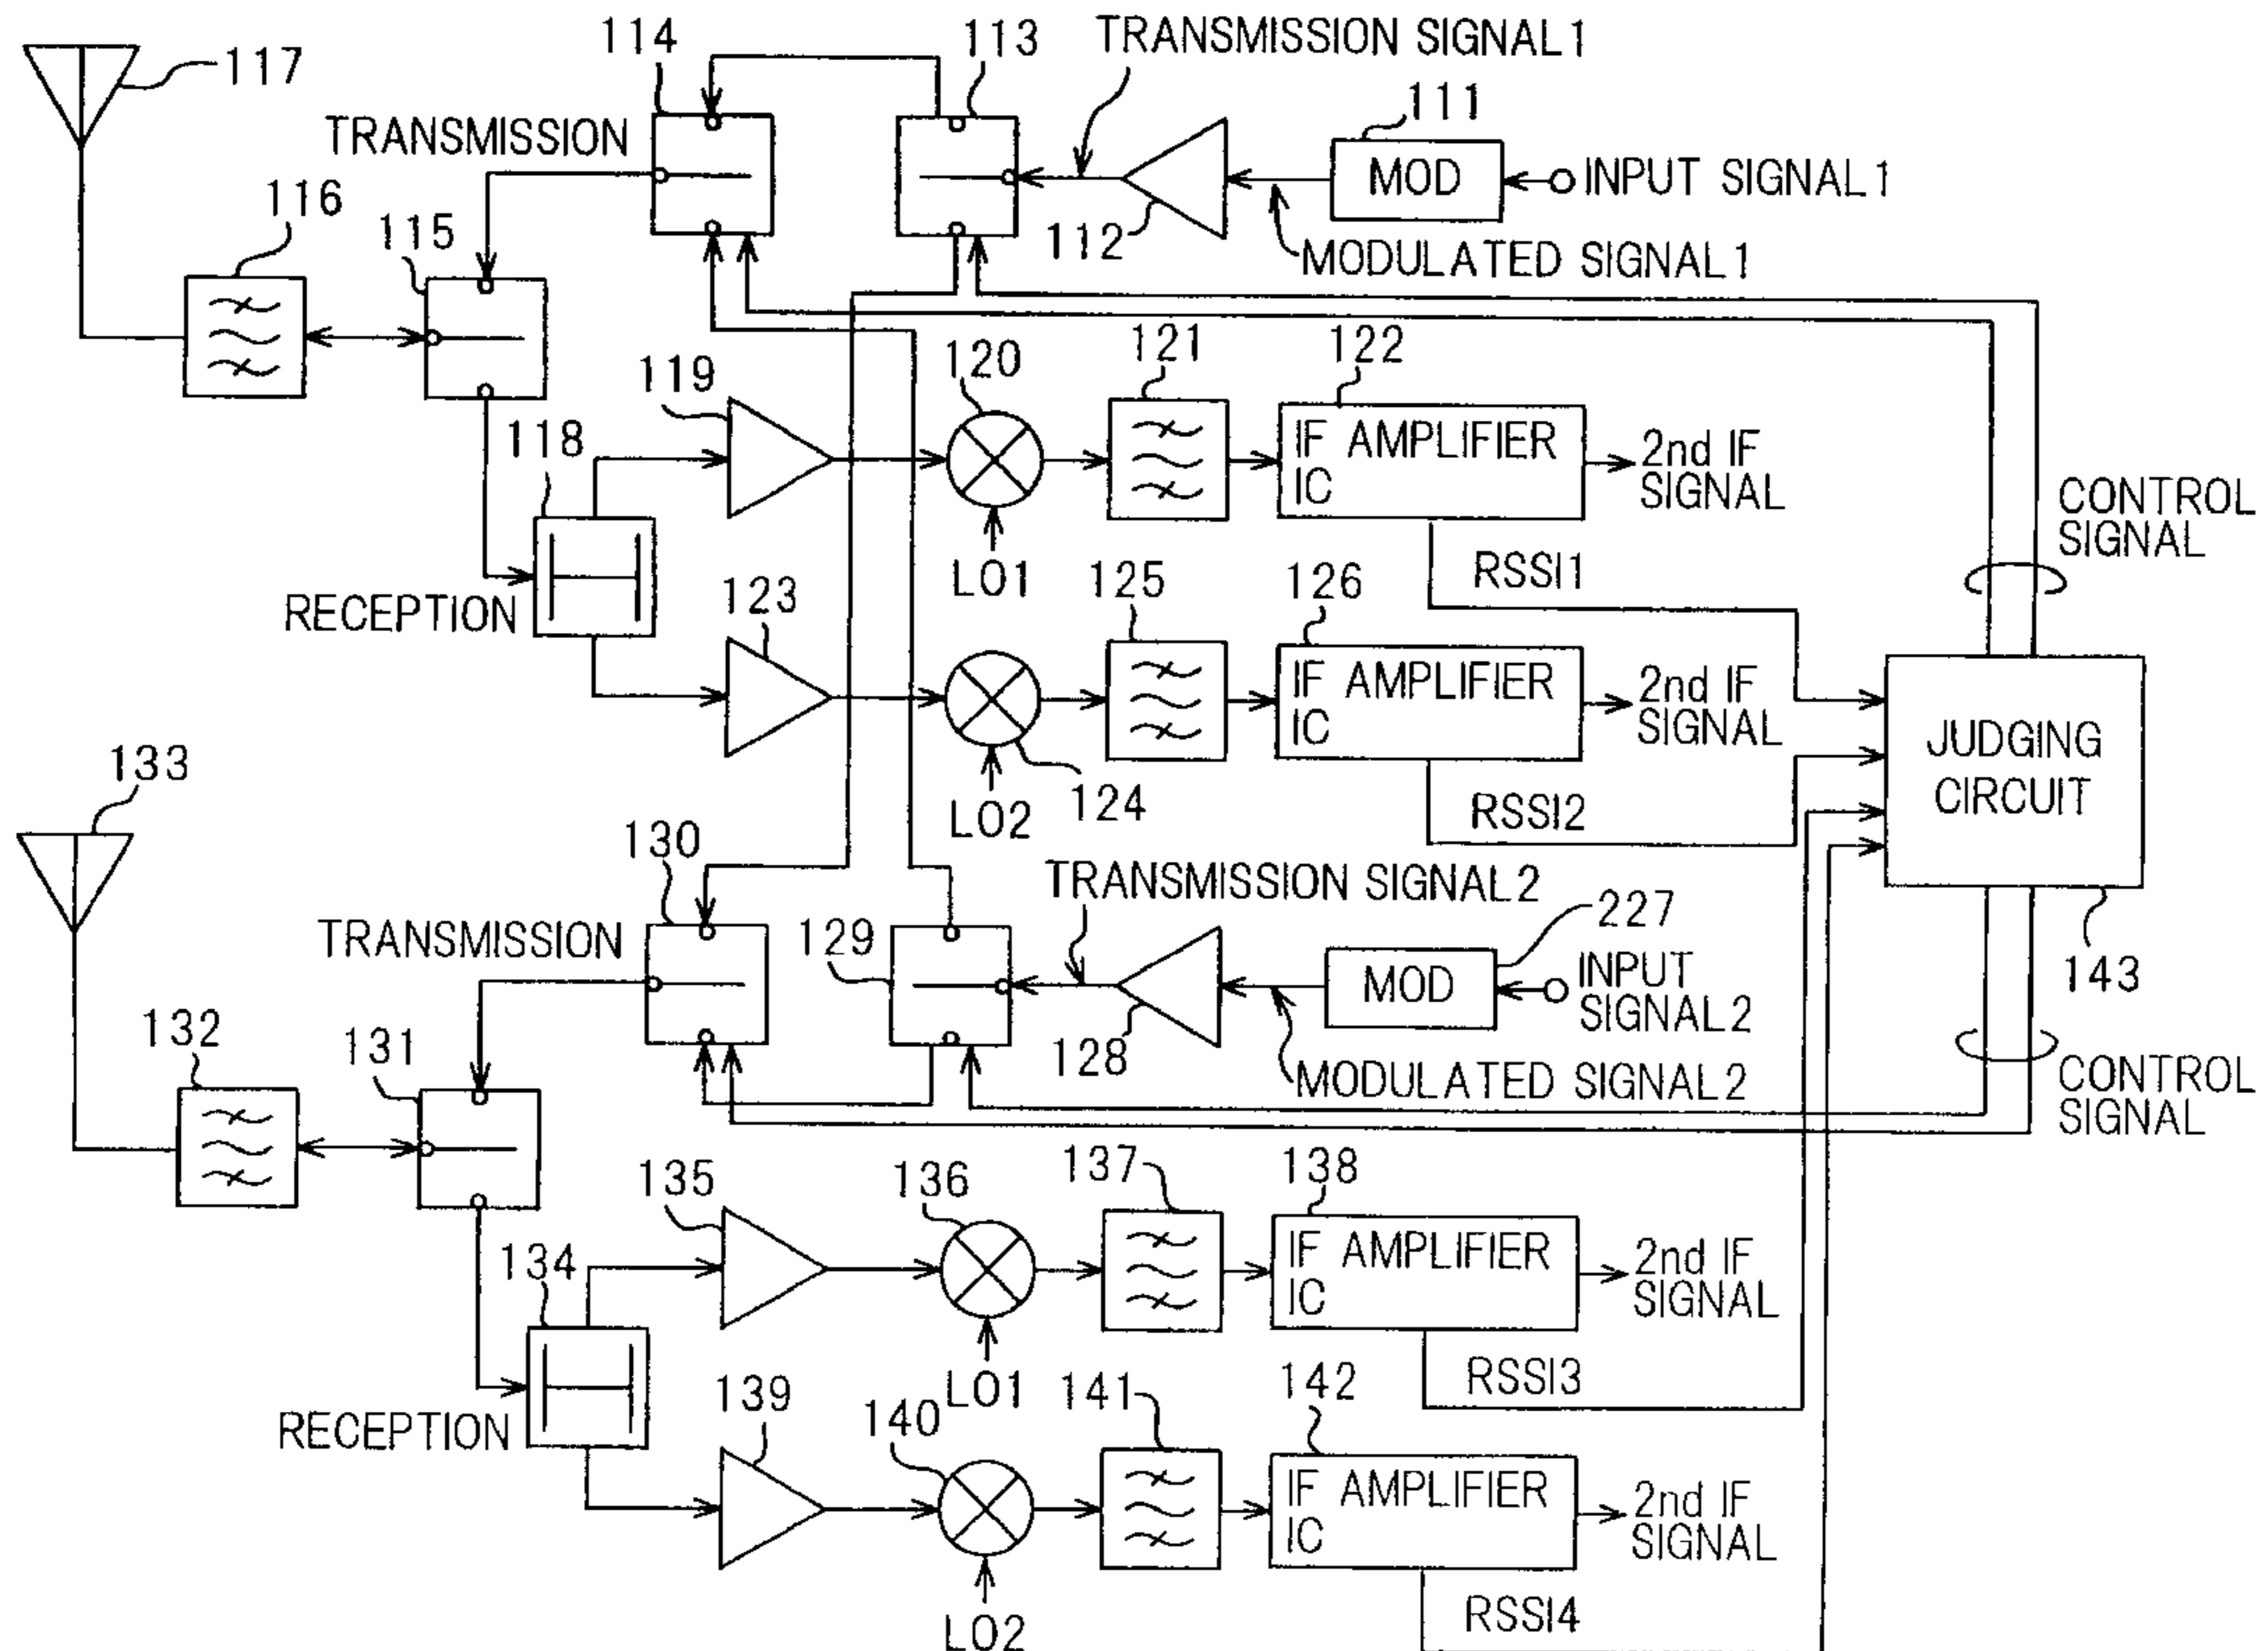 114
113
TRANSMISSION SIGNAL1
117
TRANSMISSION
111
MOD
INPUT SIGNAL1
116
115
112
MODULATED SIGNAL1
119
120
121
122
118
IF AMPLIFIER
IC
2nd IF
SIGNAL
CONTROL
SIGNAL
LO1
RSSI1
RECEPTION
123
125
126
IF AMPLIFIER
IC
2nd IF
SIGNAL
JUDGING
CIRCUIT
133
124
LO2
RSSI2
130
TRANSMISSION SIGNAL2
227
TRANSMISSION
129
MOD
INPUT
SIGNAL2
143
132
131
128
MODULATED SIGNAL2
CONTROL
SIGNAL
135
136
137
138
134
IF AMPLIFIER
IC
2nd IF
SIGNAL
LO1
RSSI3
RECEPTION
139
140
141
142
IF AMPLIFIER
IC
2nd IF
SIGNAL
LO2
RSSI4